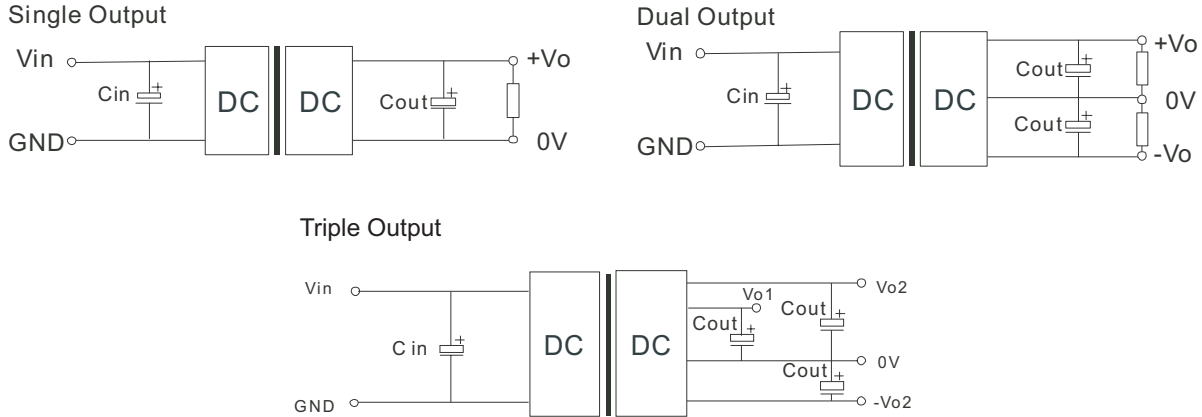 Single Output
Vin
+
Cin
DC
DC
Cout
+
+Vo
GND
0V
Dual Output
Vin
+
Cin
DC
DC
Cout
+
+Vo
0V
Cout
+
GND
-Vo
Triple Output
Vin
Vo2
Vo1
Cout
+
Cout
+
C in
+
DC
DC
0V
Cout
+
GND
-Vo2